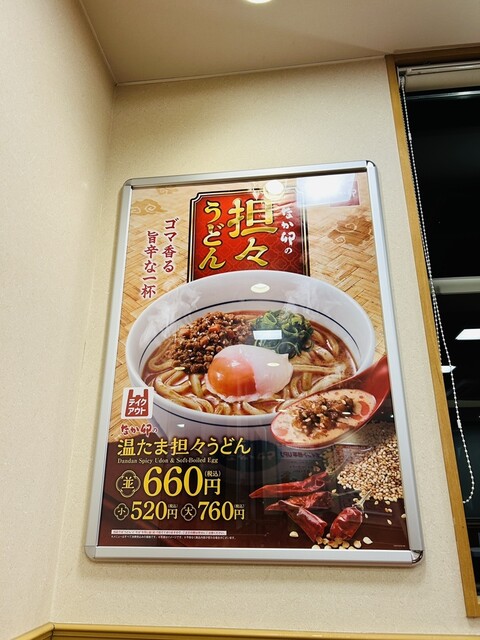 なか卯の
担々
うどん
ゴマ香る
旨辛な一杯
テイク
アウト
なか卯の
温たま担々うどん
Dandan Spicy Udon & Soft-Boiled Egg
並 660円 (税込)
小 520円 (税込) 大 760円 (税込)